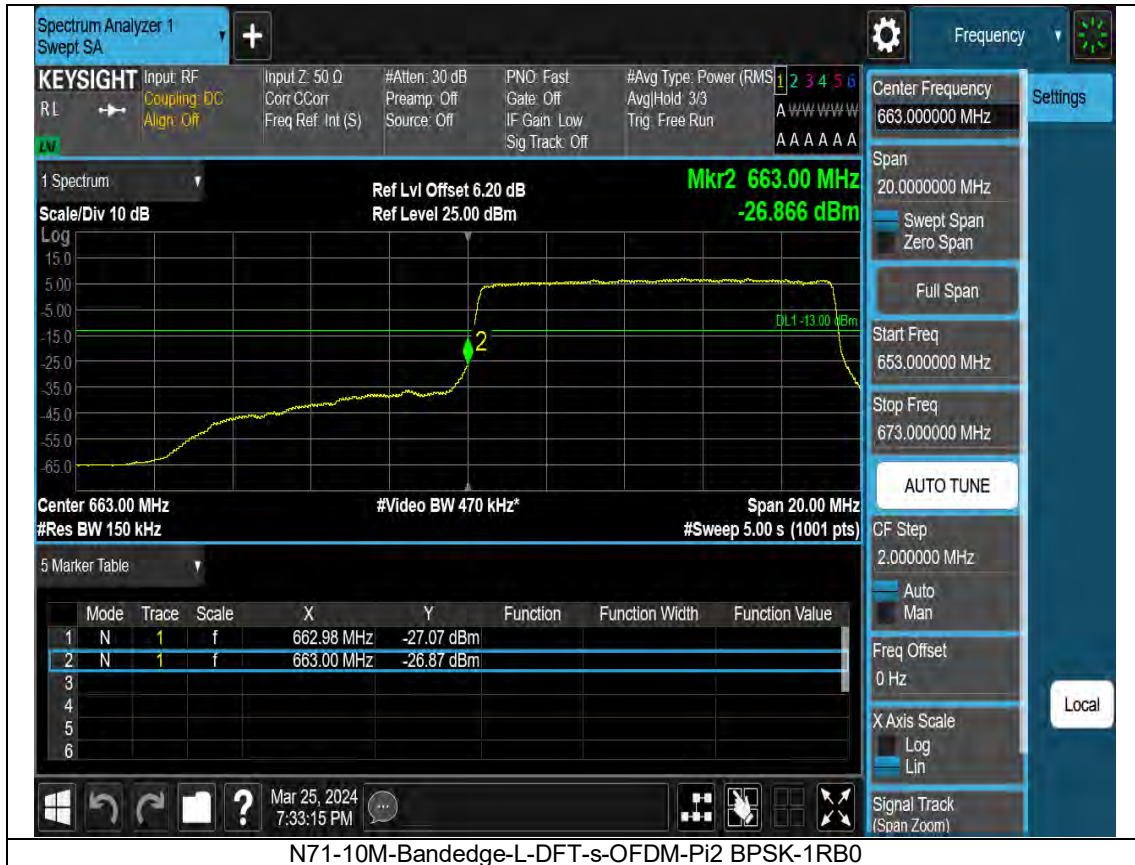 Spectrum Analyzer 1
Swept SA
Frequency
KEYSIGHT
RL
Input: RF
Coupling: DC
Align: Off
Input Z: 50 Ω
Corr CCorr
Freq Ref: Int (S)
#Atten: 30 dB
Preamp: Off
Source: Off
PNO: Fast
Gate: Off
IF Gain: Low
Sig Track: Off
#Avg Type: Power (RMS
Avg|Hold: 3/3
Trig: Free Run
1 2 3 4 5 6
A W W W W W
A A A A A A
1 Spectrum
Scale/Div 10 dB
Ref Lvl Offset 6.20 dB
Ref Level 25.00 dBm
Mkr2 663.00 MHz
-26.866 dBm
Log
15.0
5.00
-5.00
-15.0
-25.0
-35.0
-45.0
-55.0
-65.0
DL1 -13.00 dBm
2
Center 663.00 MHz
#Video BW 470 kHz*
Span 20.00 MHz
#Res BW 150 kHz
#Sweep 5.00 s (1001 pts)
5 Marker Table
Mode Trace Scale X Y Function Function Width Function Value
1 N 1 f 662.98 MHz -27.07 dBm
2 N 1 f 663.00 MHz -26.87 dBm
3
4
5
6
Mar 25, 2024
7:33:15 PM
Center Frequency
663.000000 MHz
Settings
Span
20.0000000 MHz
Swept Span
Zero Span
Full Span
Start Freq
653.000000 MHz
Stop Freq
673.000000 MHz
AUTO TUNE
CF Step
2.000000 MHz
Auto
Man
Freq Offset
0 Hz
X Axis Scale
Log
Lin
Local
Signal Track
(Span Zoom)
N71-10M-Bandedge-L-DFT-s-OFDM-Pi2 BPSK-1RB0